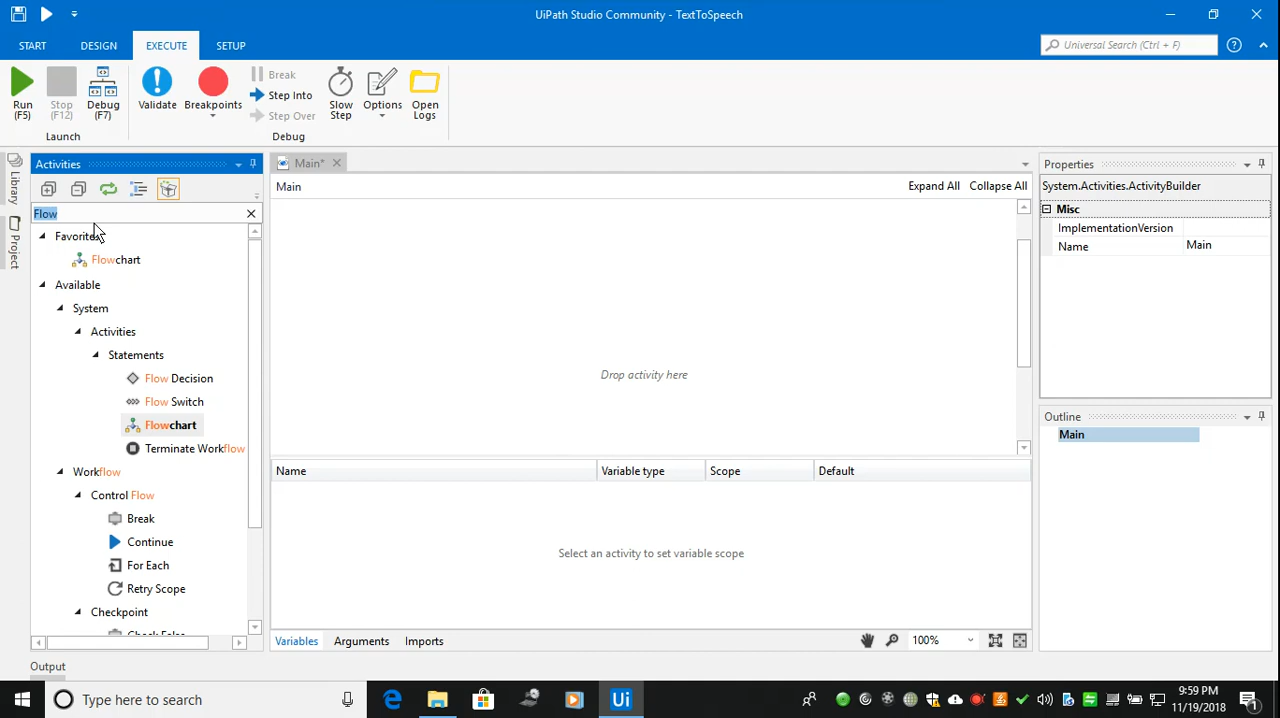 UiPath Studio Community - TextToSpeech
START
DESIGN
EXECUTE
SETUP
Universal Search (Ctrl + F)
Run
(F5)
Stop
(F12)
Debug
(F7)
Launch
Validate
Breakpoints
Break
Step Into
Step Over
Slow
Step
Options
Open
Logs
Debug
Library
Project
Activities
Flow
Favorites
Flowchart
Available
System
Activities
Statements
Flow Decision
Flow Switch
Flowchart
Terminate Workflow
Workflow
Control Flow
Break
Continue
For Each
Retry Scope
Checkpoint
Check False
Main*
Main
Expand All
Collapse All
Drop activity here
Name
Variable type
Scope
Default
Select an activity to set variable scope
Variables
Arguments
Imports
100%
Properties
System.Activities.ActivityBuilder
Misc
ImplementationVersion
Name
Main
Outline
Main
Output
Type here to search
Ui
9:59 PM
11/19/2018
1